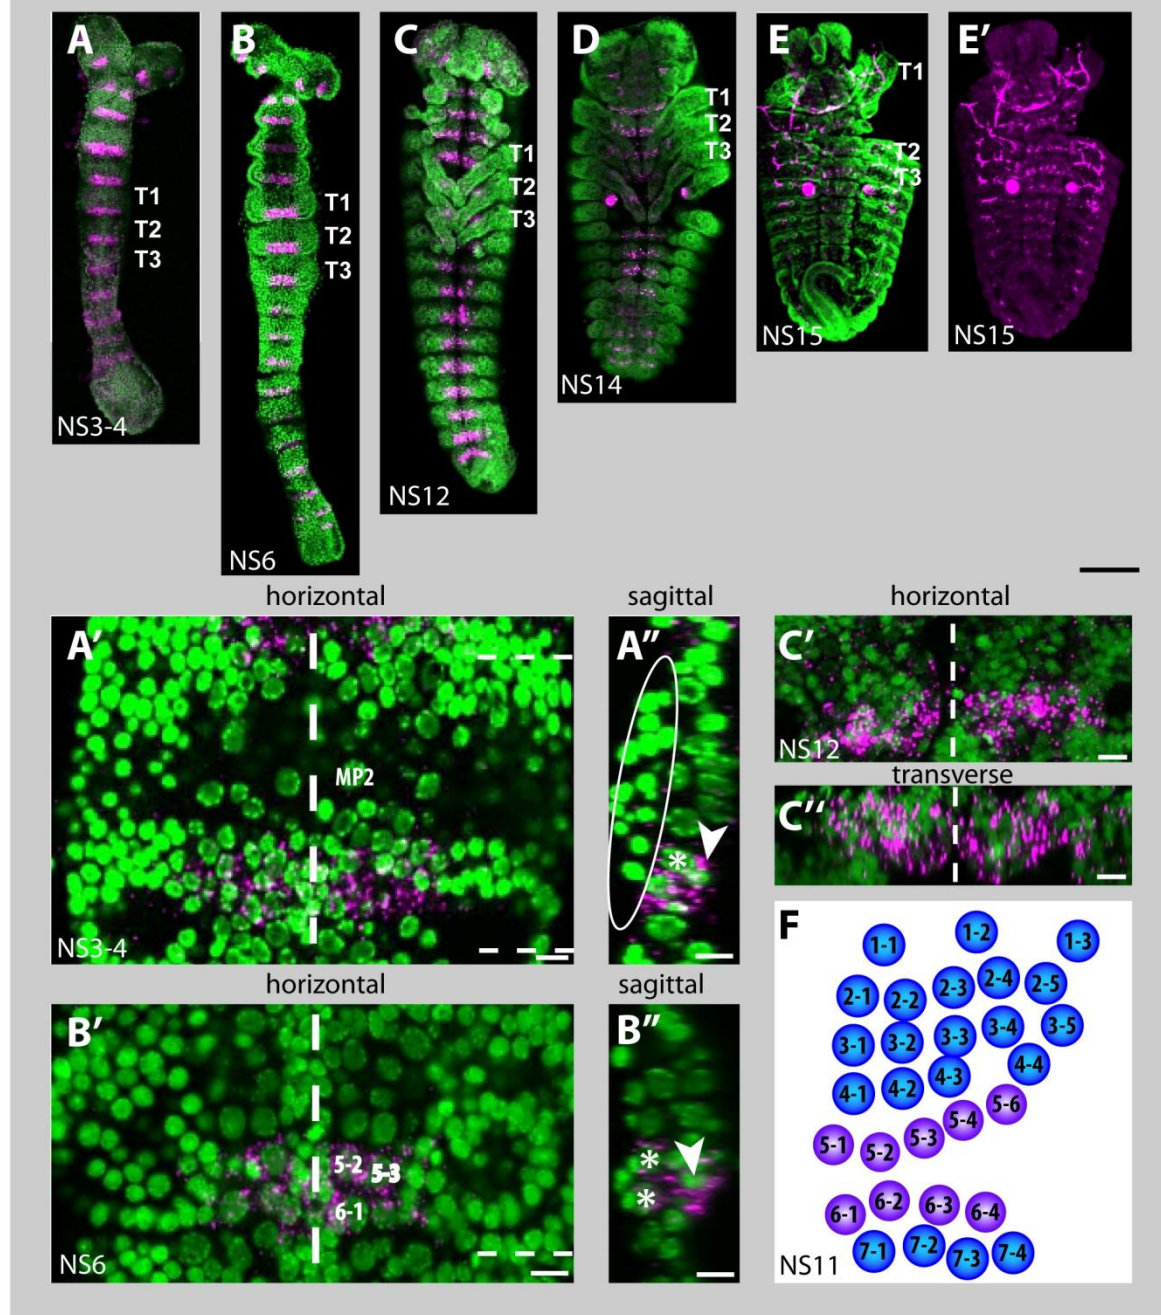 A
B
C
D
E
E'
T1
T2
T3
T1
T2
T3
T1
T2
T3
T1
T2
T3
T1
T2
T3
NS3-4
NS6
NS12
NS14
NS15
NS15
horizontal
sagittal
horizontal
A'
MP2
NS3-4
A''
*
C'
NS12
transverse
C''
horizontal
sagittal
B'
5-2 5-3
6-1
NS6
B''
*
*
F
1-1 1-2 1-3
2-1 2-2 2-3 2-4 2-5
3-1 3-2 3-3 3-4 3-5
4-1 4-2 4-3 4-4
5-1 5-2 5-3 5-4 5-6
6-1 6-2 6-3 6-4
7-1 7-2 7-3 7-4
NS11